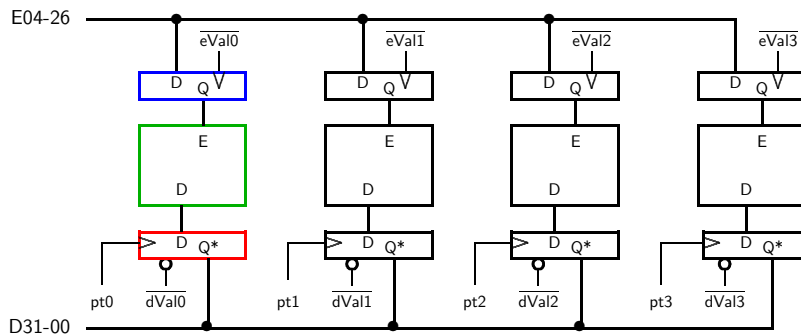 E04-26
eVal0 eVal1 eVal2 eVal3
D Q D Q D Q D Q
E E E E
D D D D
D Q* D Q* D Q* D Q*
pt0 dVal0 pt1 dVal1 pt2 dVal2 pt3 dVal3
D31-00